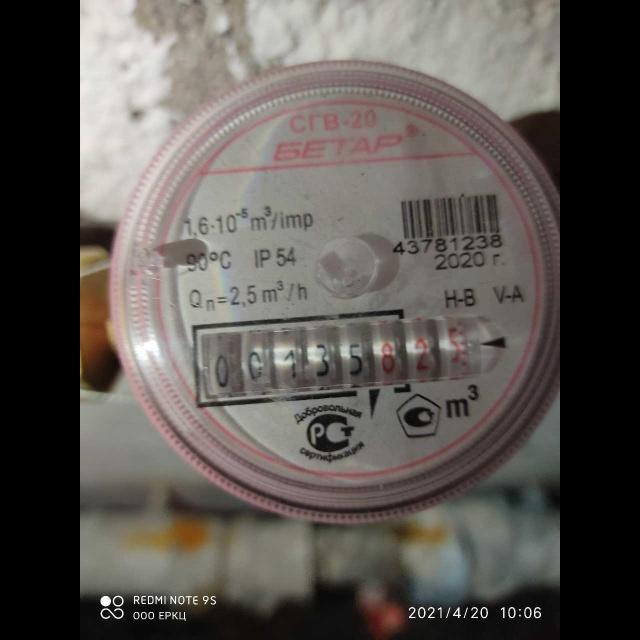 СГВ-20
БЕТАР®
1,6·10⁻⁵ m³/imp
43781238
90°C IP 54
2020 г.
Qn=2,5 m³/h
H-B V-A
00135825
m³
Добровольная
РСТ
сертификация
REDMI NOTE 9S
ООО ЕРКЦ
2021/4/20 10:06